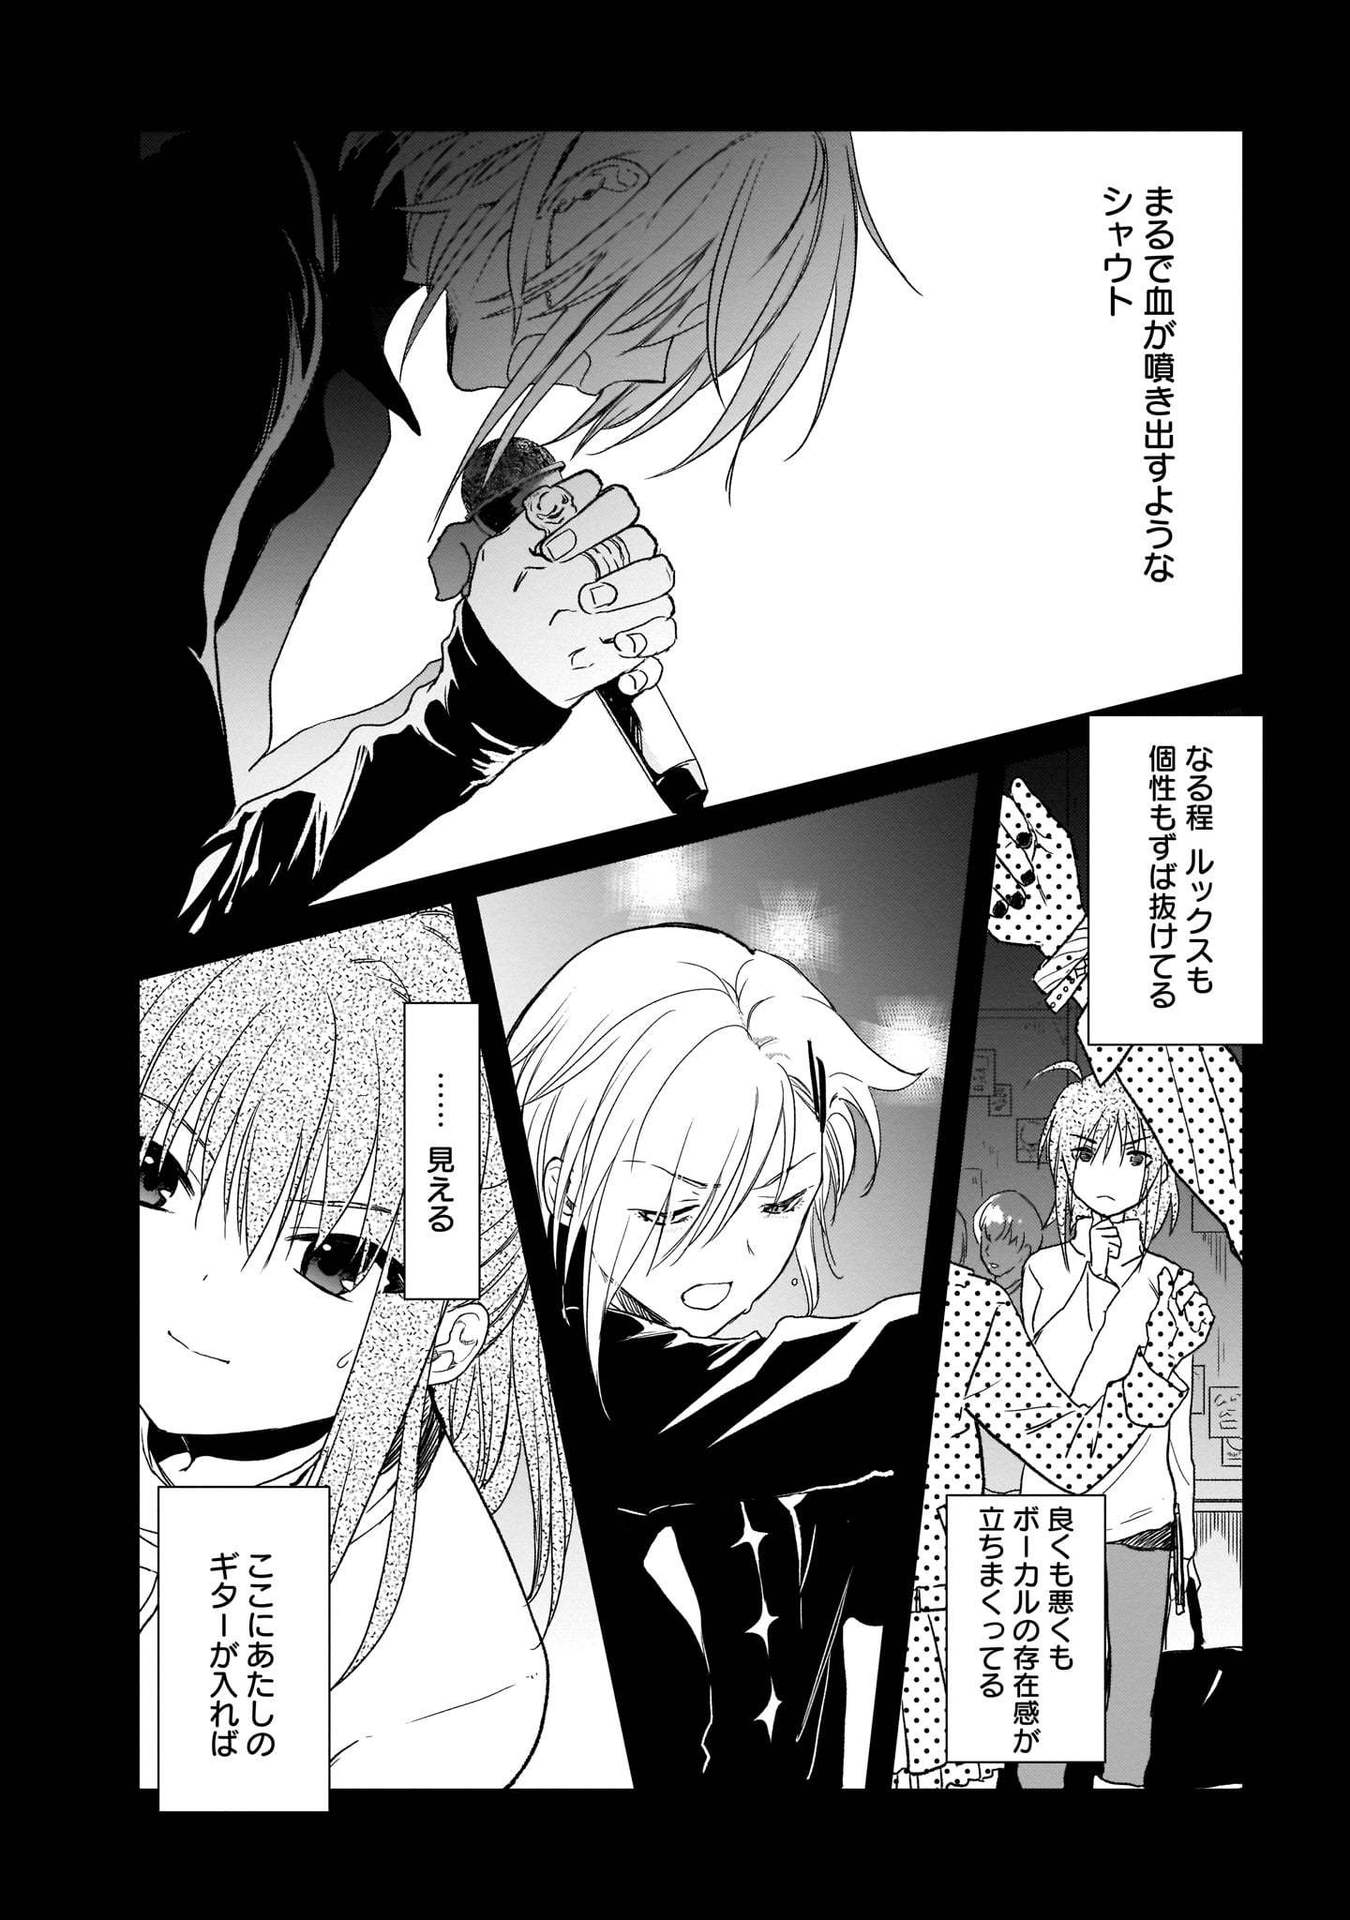 まるで血が噴き出すような
シャウト
なる程 ルックスも
個性もずば抜けてる
良くも悪くも
ボーカルの存在感が
立ちまくってる
……見える
ここにあたしの
ギターが入れば